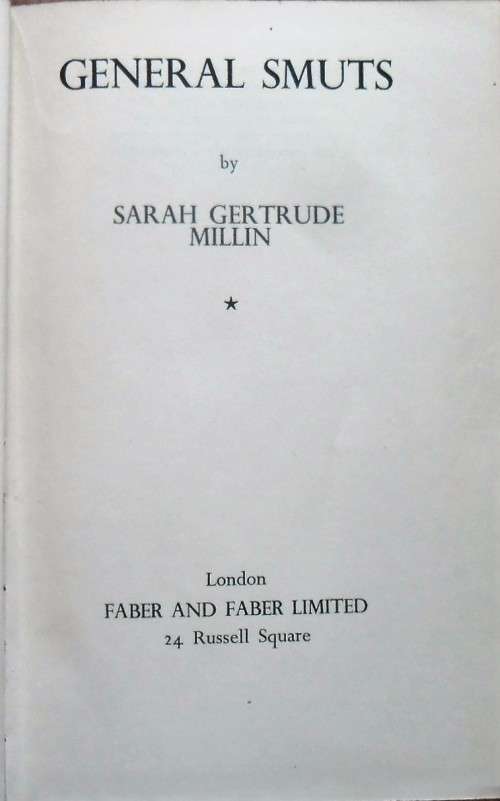 GENERAL SMUTS
by
SARAH GERTRUDE
MILLIN
★
London
FABER AND FABER LIMITED
24 Russell Square